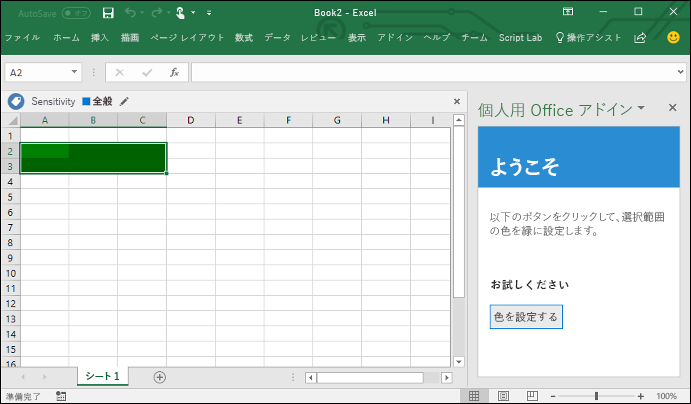 AutoSave オフ Book2 - Excel
ファイル ホーム 挿入 描画 ページ レイアウト 数式 データ レビュー 表示 アドイン ヘルプ チーム Script Lab 操作アシスト
A2 fx
Sensitivity 全般
A B C D E F G H I
1
2
3
4
5
6
7
8
9
10
11
12
13
14
15
16
シート1
準備完了 100%
個人用 Office アドイン
ようこそ
以下のボタンをクリックして、選択範囲
の色を緑に設定します。
お試しください
色を設定する